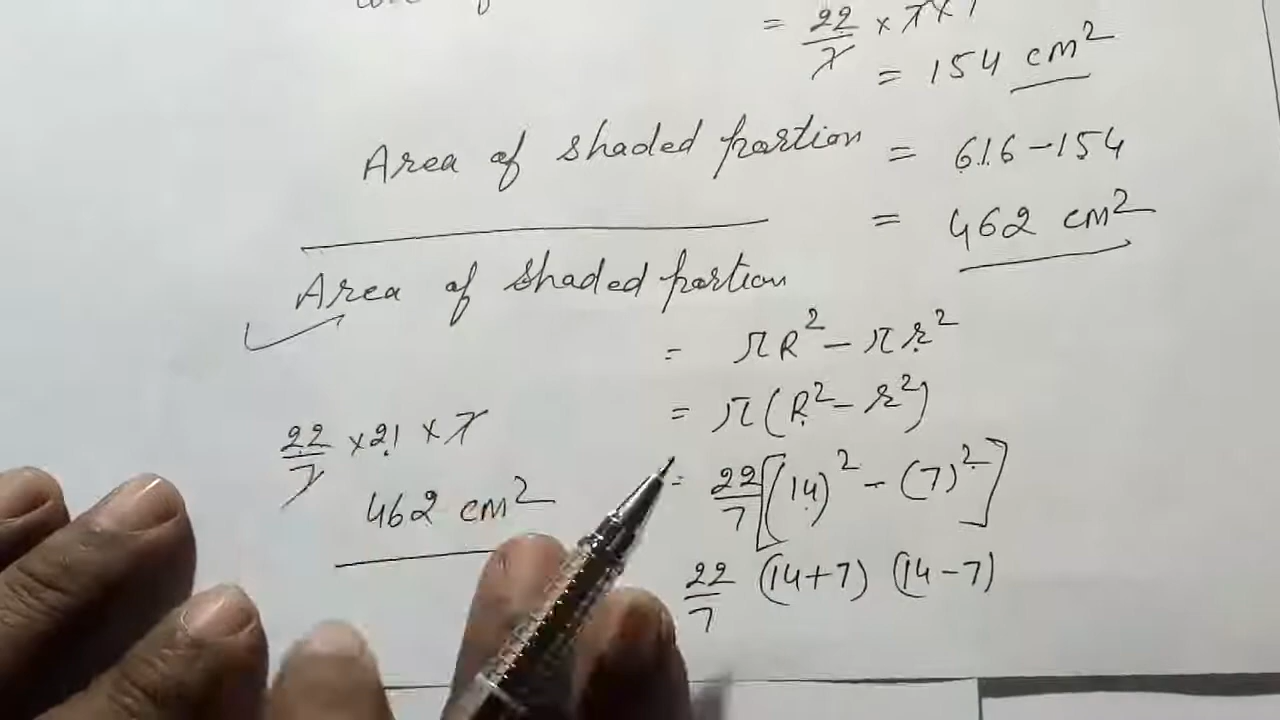 = 22/7 × 7 × 7
= 154 cm²
Area of shaded portion = 616 - 154
= 462 cm²
Area of shaded portion
= πR² - πr²
= π(R² - r²)
= 22/7 [(14)² - (7)²]
22/7 (14+7) (14-7)
22/7 × 21 × 7
462 cm²